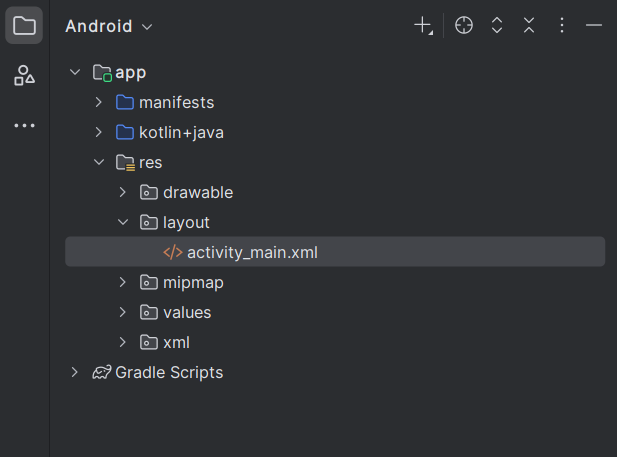 Android
app
manifests
kotlin+java
res
drawable
layout
</> activity_main.xml
mipmap
values
xml
Gradle Scripts